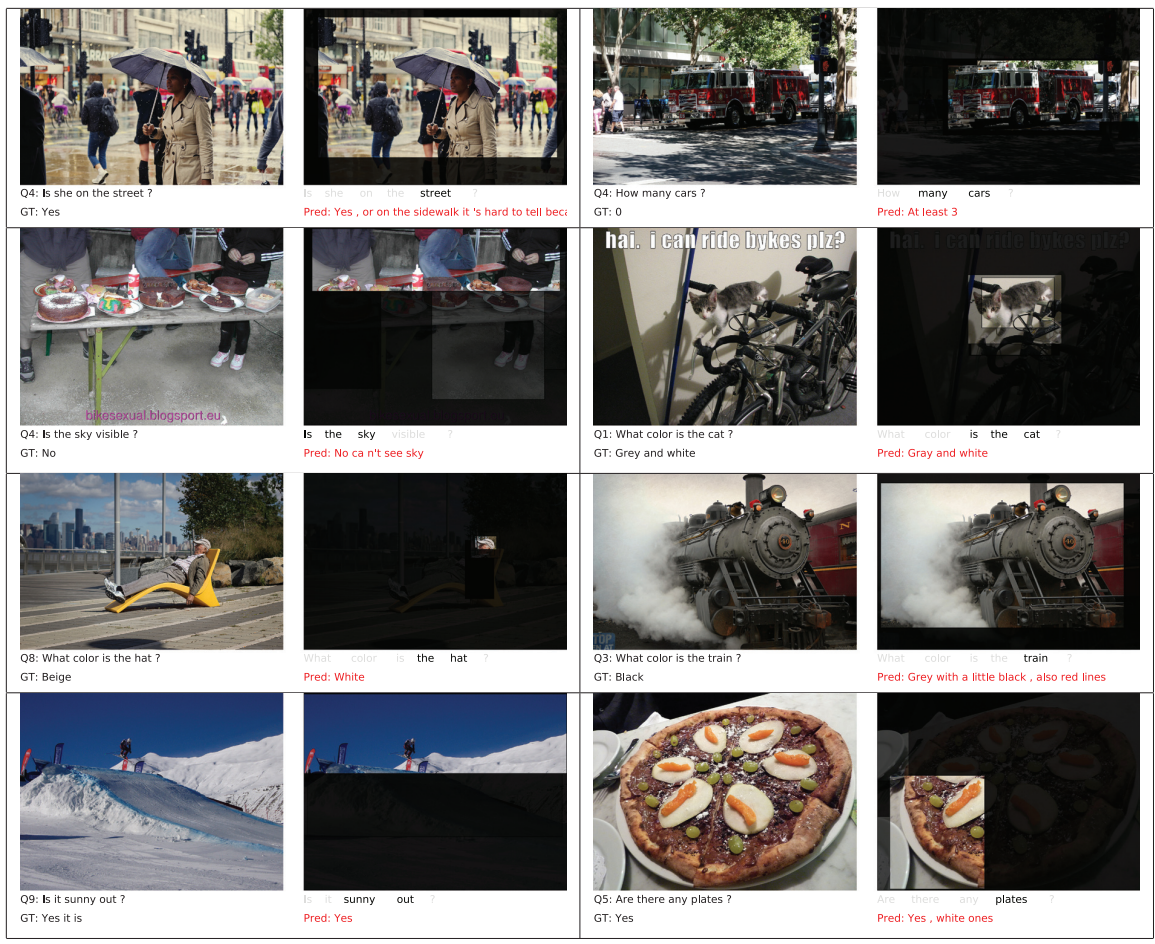 Q4: Is she on the street ?
Is she on the street ?
GT: Yes
Pred: Yes , or on the sidewalk it 's hard to tell beca
Q4: How many cars ?
How many cars ?
GT: 0
Pred: At least 3
bikesexual.blogsport.eu
Q4: Is the sky visible ?
Is the sky visible ?
GT: No
Pred: No ca n't see sky
hai. i can ride bykes plz?
hai. i can ride bykes plz?
Q1: What color is the cat ?
What color is the cat ?
GT: Grey and white
Pred: Gray and white
Q8: What color is the hat ?
What color is the hat ?
GT: Beige
Pred: White
Q3: What color is the train ?
What color is the train ?
GT: Black
Pred: Grey with a little black , also red lines
Q9: Is it sunny out ?
Is it sunny out ?
GT: Yes it is
Pred: Yes
Q5: Are there any plates ?
Are there any plates ?
GT: Yes
Pred: Yes , white ones